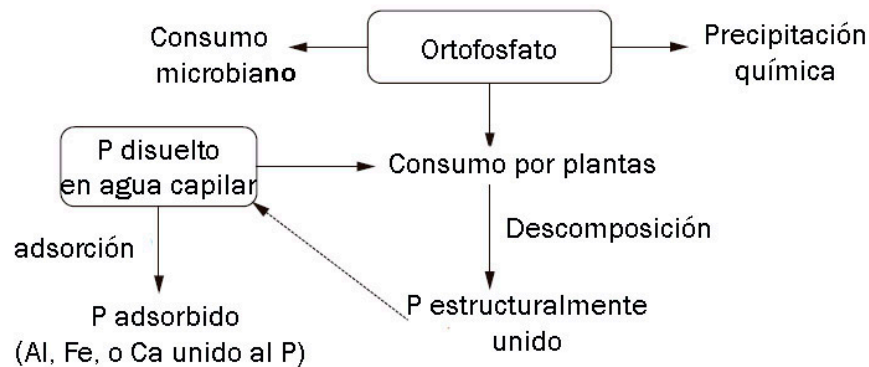 Consumo
microbiano
Ortofosfato
Precipitación
química
P disuelto
en agua capilar
Consumo por plantas
adsorción
Descomposición
P adsorbido
(Al, Fe, o Ca unido al P)
P estructuralmente
unido